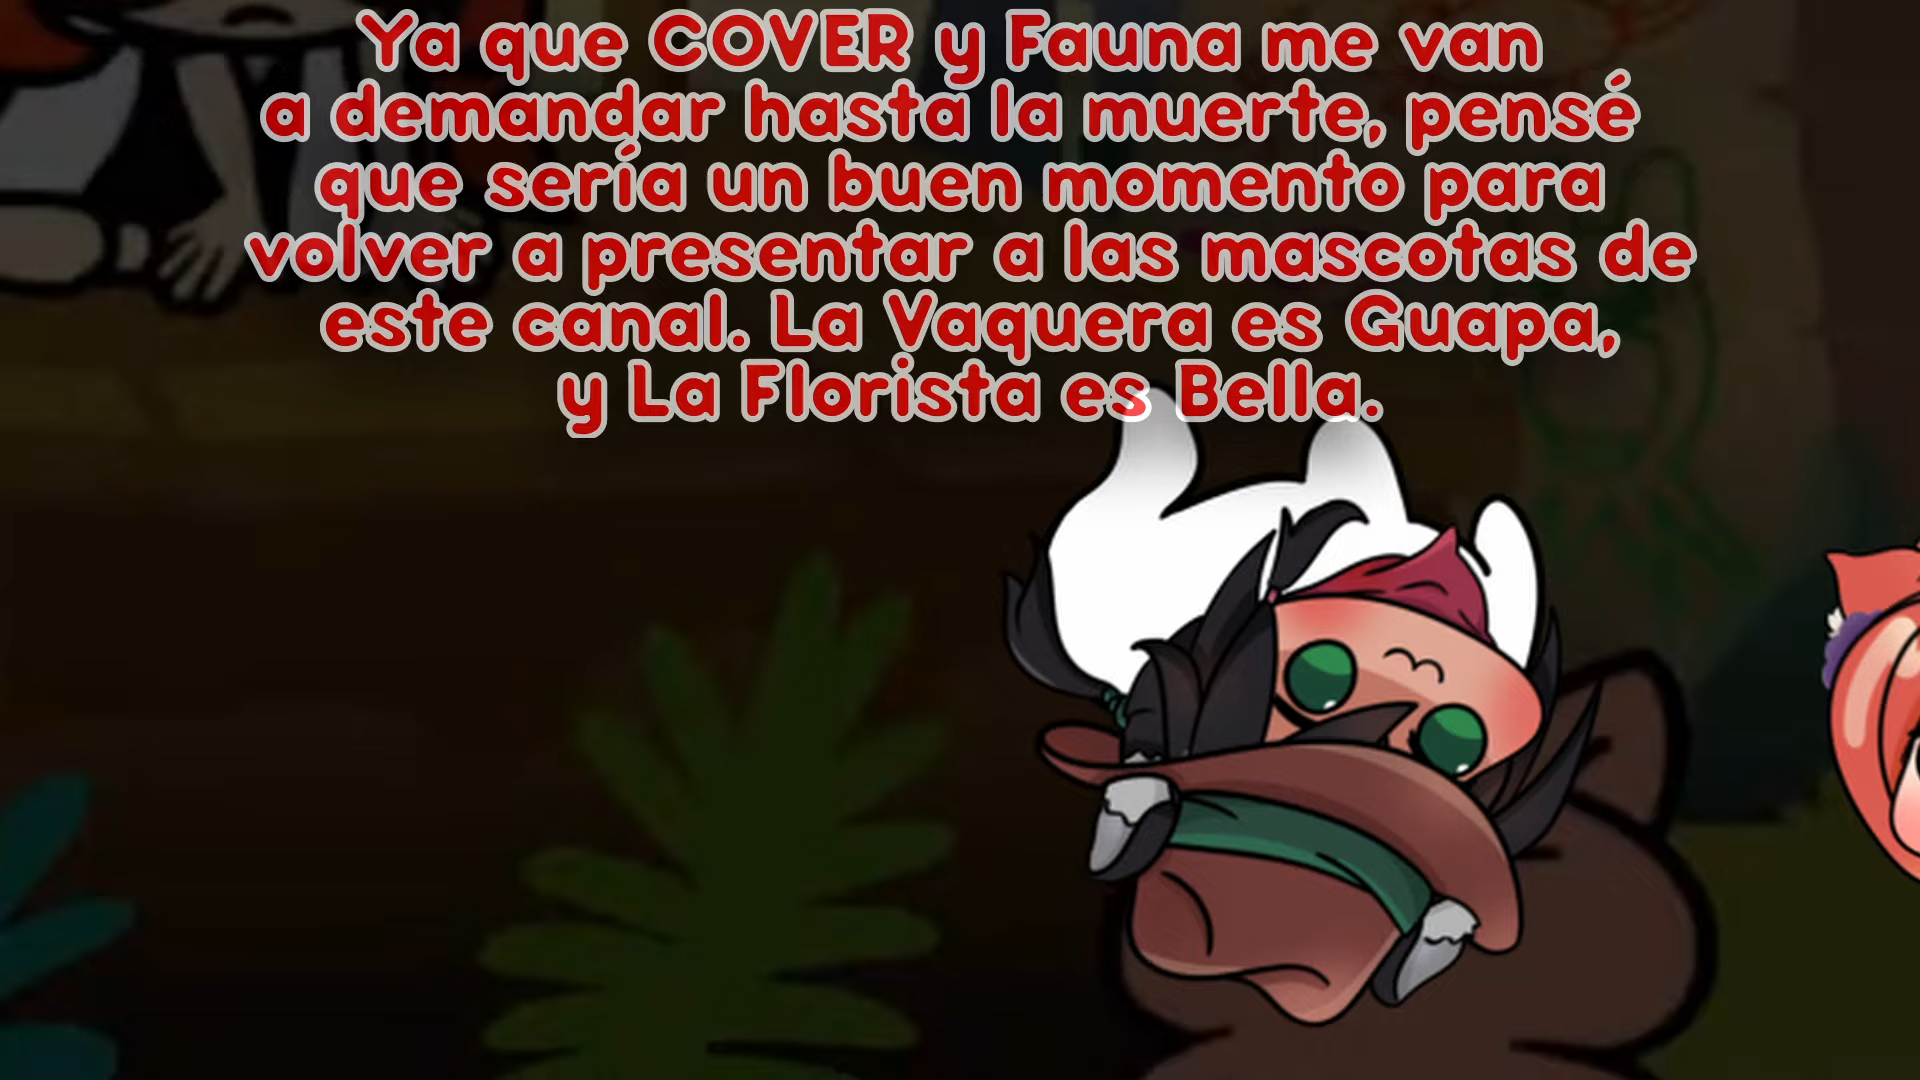 Ya que COVER y Fauna me van
a demandar hasta la muerte, pensé
que sería un buen momento para
volver a presentar a las mascotas de
este canal. La Vaquera es Guapa,
y La Florista es Bella.